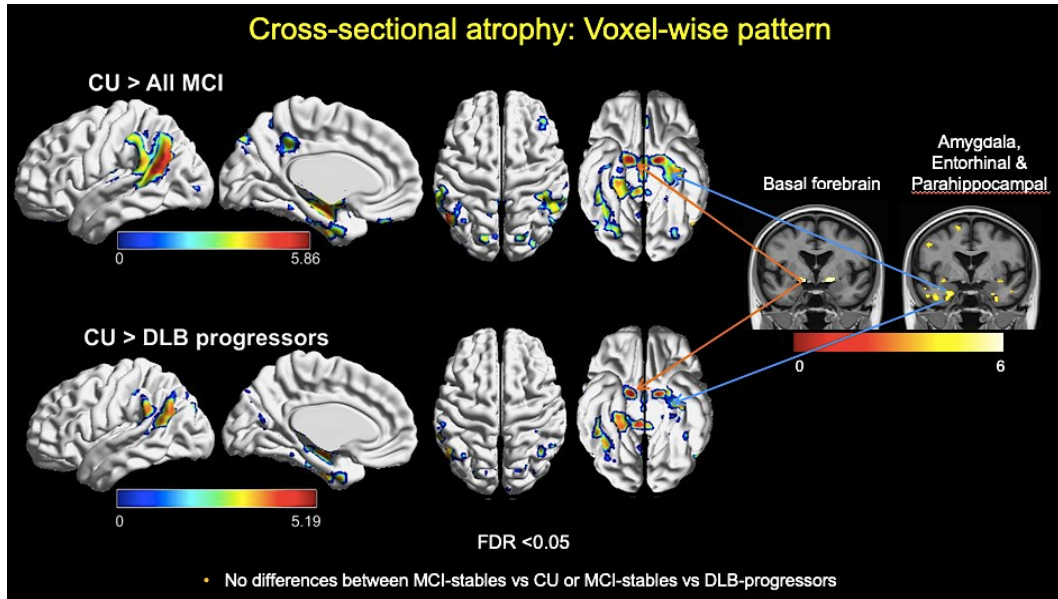 Cross-sectional atrophy: Voxel-wise pattern
CU > All MCI
0
5.86
Basal forebrain
Amygdala,
Entorhinal &
Parahippocampal
0
6
CU > DLB progressors
0
5.19
FDR <0.05
• No differences between MCI-stables vs CU or MCI-stables vs DLB-progressors